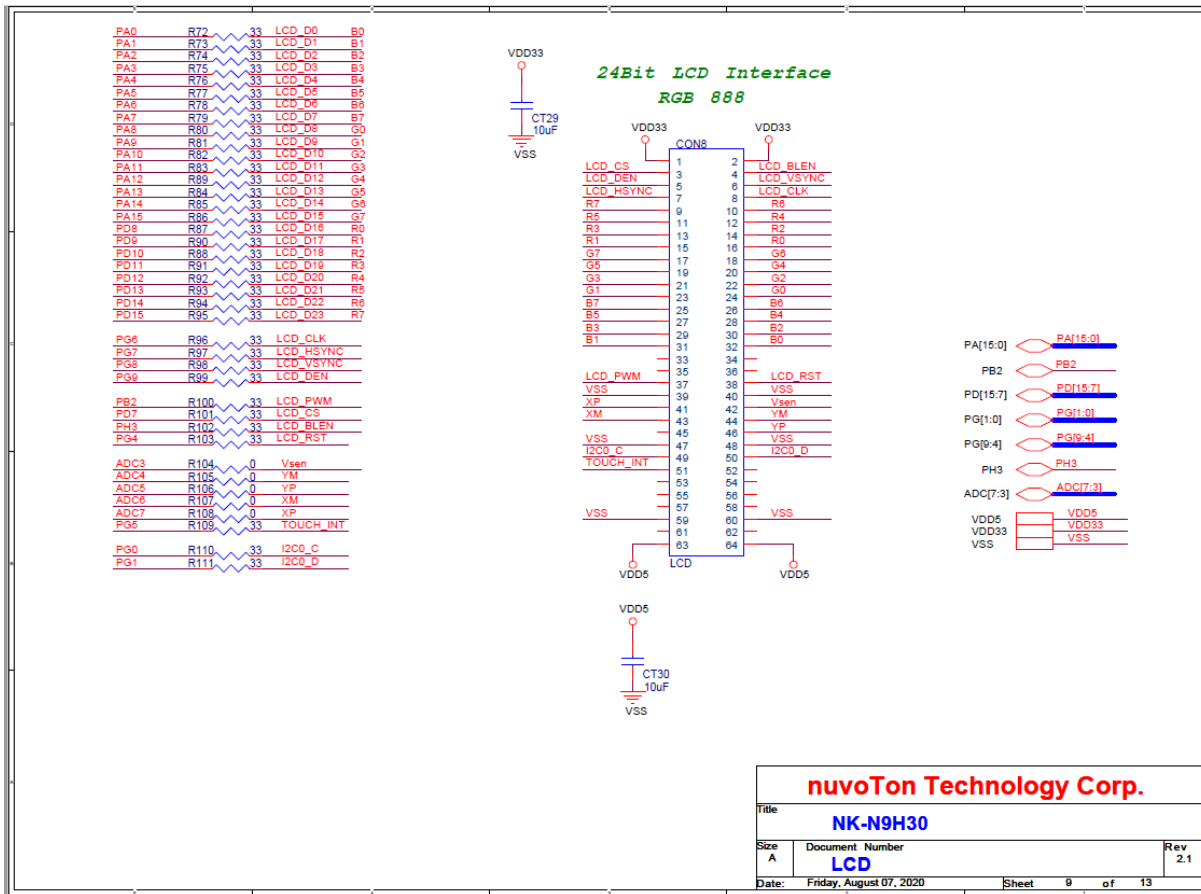 PA0 R72 33 LCD_D0 B0
PA1 R73 33 LCD_D1 B1
PA2 R74 33 LCD_D2 B2
PA3 R75 33 LCD_D3 B3
PA4 R76 33 LCD_D4 B4
PA5 R77 33 LCD_D5 B5
PA6 R78 33 LCD_D6 B6
PA7 R79 33 LCD_D7 B7
PA8 R80 33 LCD_D8 G0
PA9 R81 33 LCD_D9 G1
PA10 R82 33 LCD_D10 G2
PA11 R83 33 LCD_D11 G3
PA12 R89 33 LCD_D12 G4
PA13 R84 33 LCD_D13 G5
PA14 R85 33 LCD_D14 G6
PA15 R86 33 LCD_D15 G7
PD8 R87 33 LCD_D16 R0
PD9 R90 33 LCD_D17 R1
PD10 R88 33 LCD_D18 R2
PD11 R91 33 LCD_D19 R3
PD12 R92 33 LCD_D20 R4
PD13 R93 33 LCD_D21 R5
PD14 R94 33 LCD_D22 R6
PD15 R95 33 LCD_D23 R7
PG6 R96 33 LCD_CLK
PG7 R97 33 LCD_HSYNC
PG8 R98 33 LCD_VSYNC
PG9 R99 33 LCD_DEN
PB2 R100 33 LCD_PWM
PD7 R101 33 LCD_CS
PH3 R102 33 LCD_BLEN
PG4 R103 33 LCD_RST
ADC3 R104 0 Vsen
ADC4 R105 0 YM
ADC5 R106 0 YP
ADC6 R107 0 XM
ADC7 R108 0 XP
PG5 R109 33 TOUCH_INT
PG0 R110 33 I2C0_C
PG1 R111 33 I2C0_D
VDD33
CT29
10uF
VSS
24Bit LCD Interface
RGB 888
VDD33 VDD33
CON8
1 2
LCD_CS 3 4 LCD_BLEN
LCD_DEN 5 6 LCD_VSYNC
LCD_HSYNC 7 8 LCD_CLK
R7 9 10 R6
R5 11 12 R4
R3 13 14 R2
R1 15 16 R0
G7 17 18 G6
G5 19 20 G4
G3 21 22 G2
G1 23 24 G0
B7 25 26 B6
B5 27 28 B4
B3 29 30 B2
B1 31 32 B0
33 34
35 36
LCD_PWM 37 38 LCD_RST
VSS 39 40 VSS
XP 41 42 Vsen
XM 43 44 YM
45 46 YP
VSS 47 48 VSS
I2C0_C 49 50 I2C0_D
TOUCH_INT 51 52
53 54
55 56
57 58
VSS 59 60 VSS
61 62
63 64
LCD
VDD5 VDD5
VDD5
CT30
10uF
VSS
PA[15:0] PA[15:0]
PB2 PB2
PD[15:7] PD[15:7]
PG[1:0] PG[1:0]
PG[9:4] PG[9:4]
PH3 PH3
ADC[7:3] ADC[7:3]
VDD5 VDD5
VDD33 VDD33
VSS VSS
nuvoTon Technology Corp.
Title
NK-N9H30
Size Document Number Rev
A LCD 2.1
Date: Friday, August 07, 2020 Sheet 9 of 13